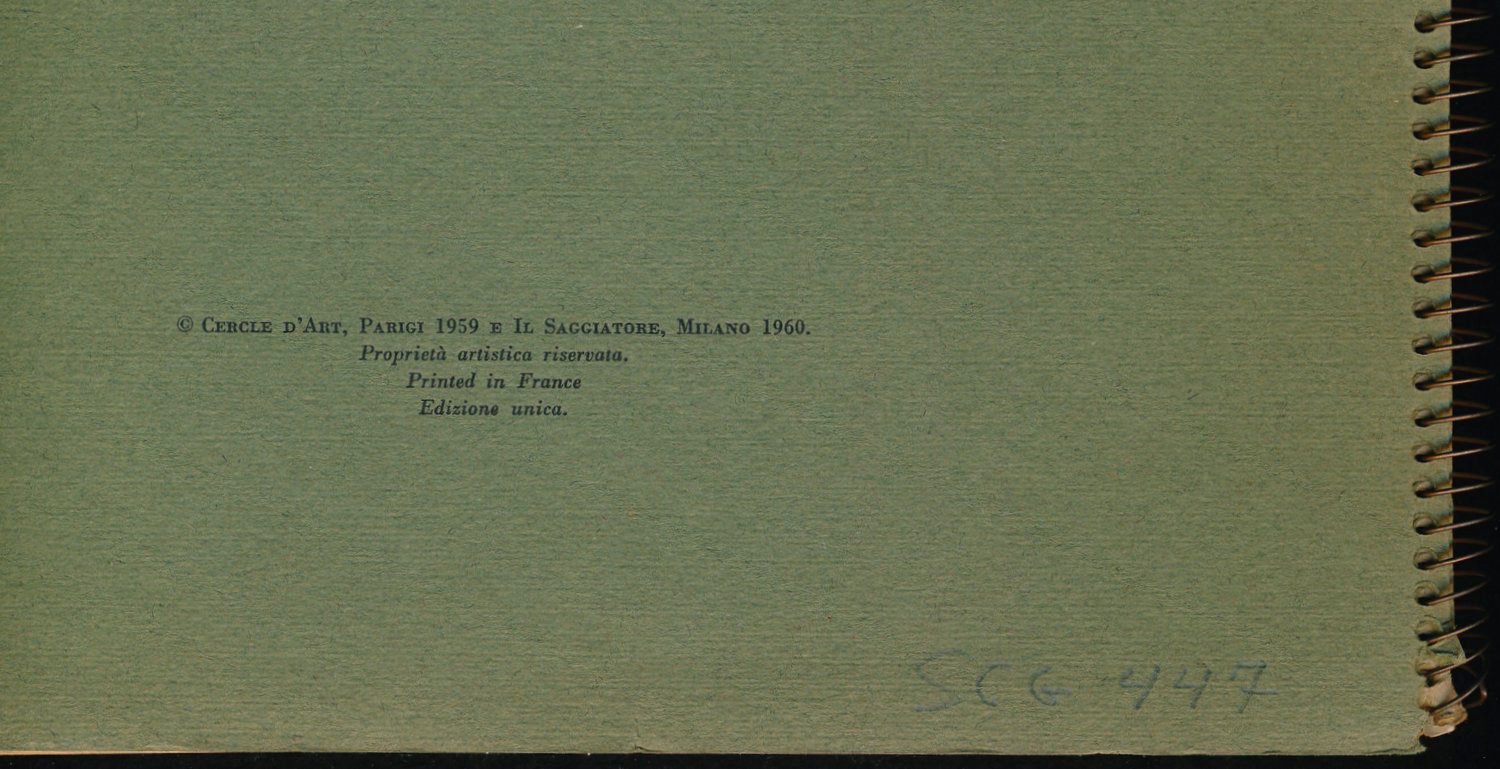 © Cercle d'Art, Parigi 1959 e Il Saggiatore, Milano 1960.
Proprietà artistica riservata.
Printed in France
Edizione unica.
SCG 447